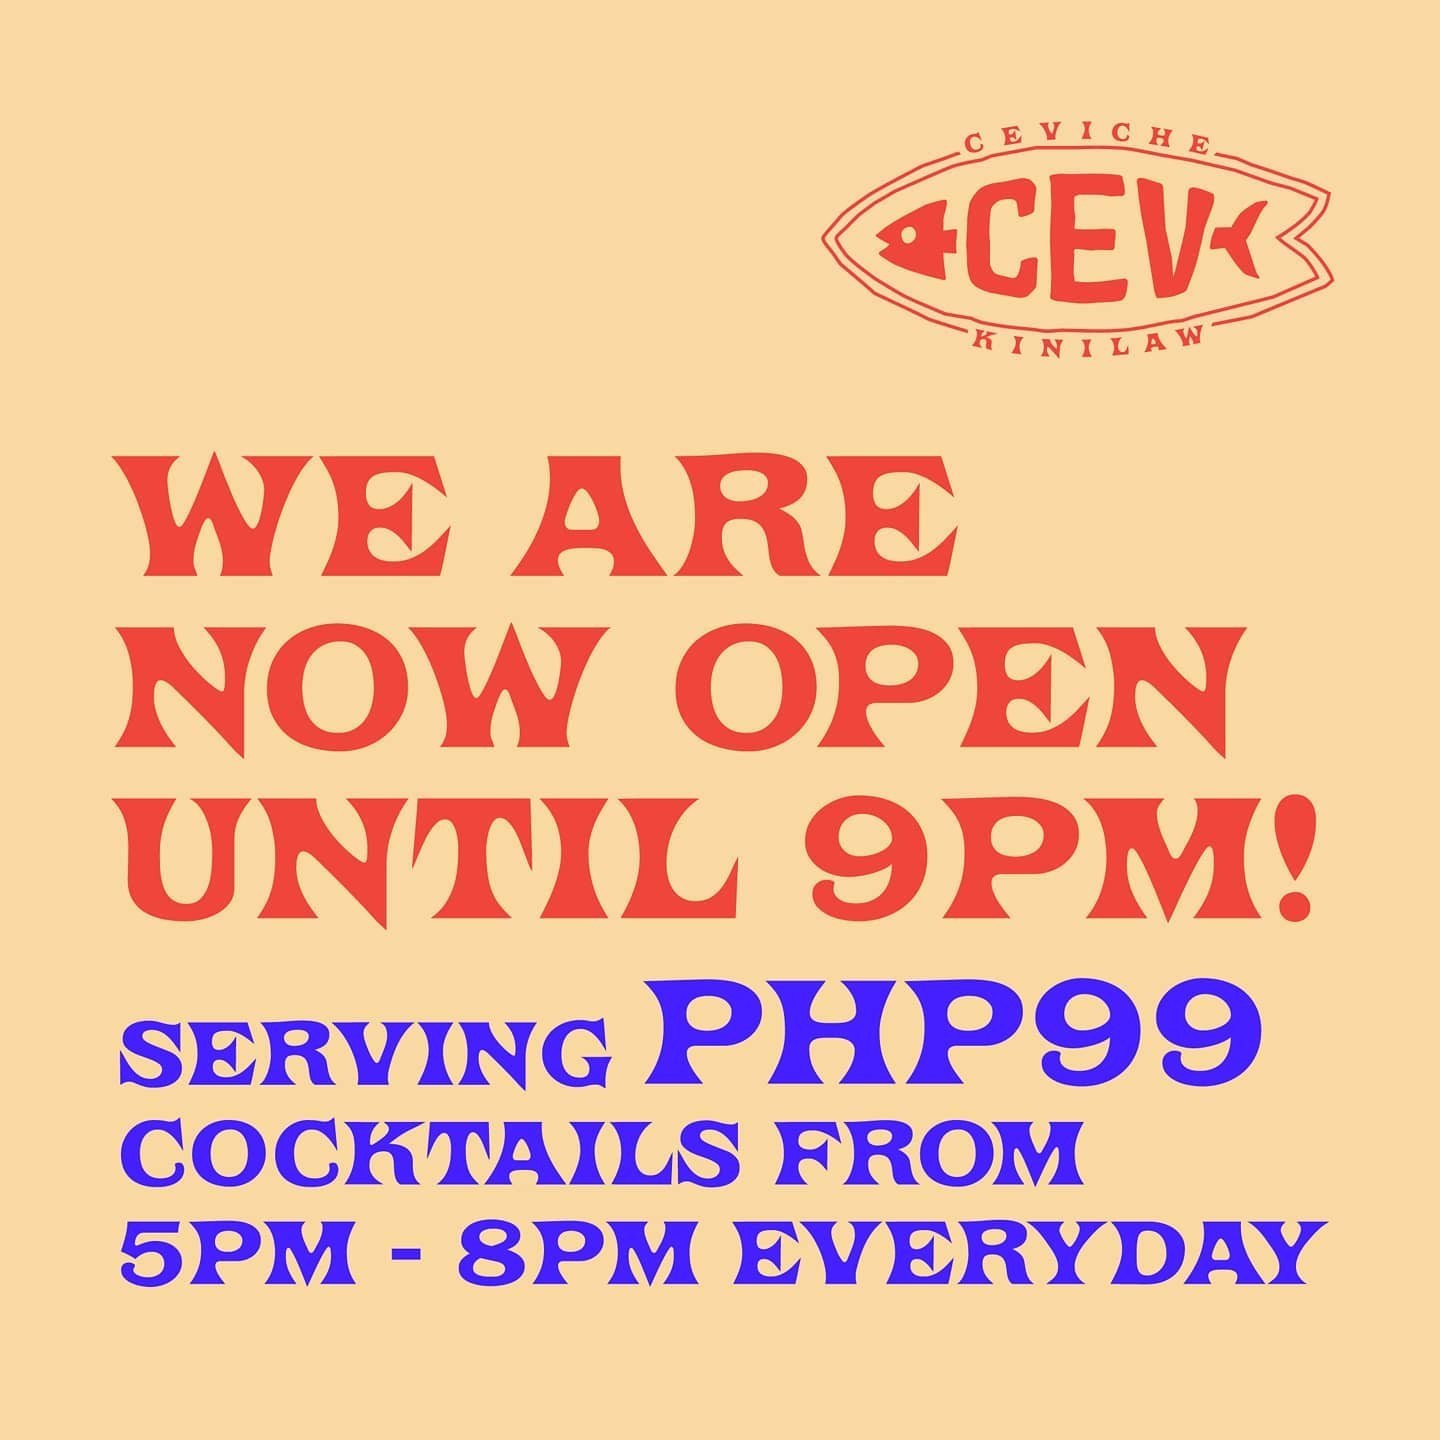 CEVICHE
CEV
KINILAW
WE ARE
NOW OPEN
UNTIL 9PM!
SERVING PHP99
COCKTAILS FROM
5PM - 8PM EVERYDAY